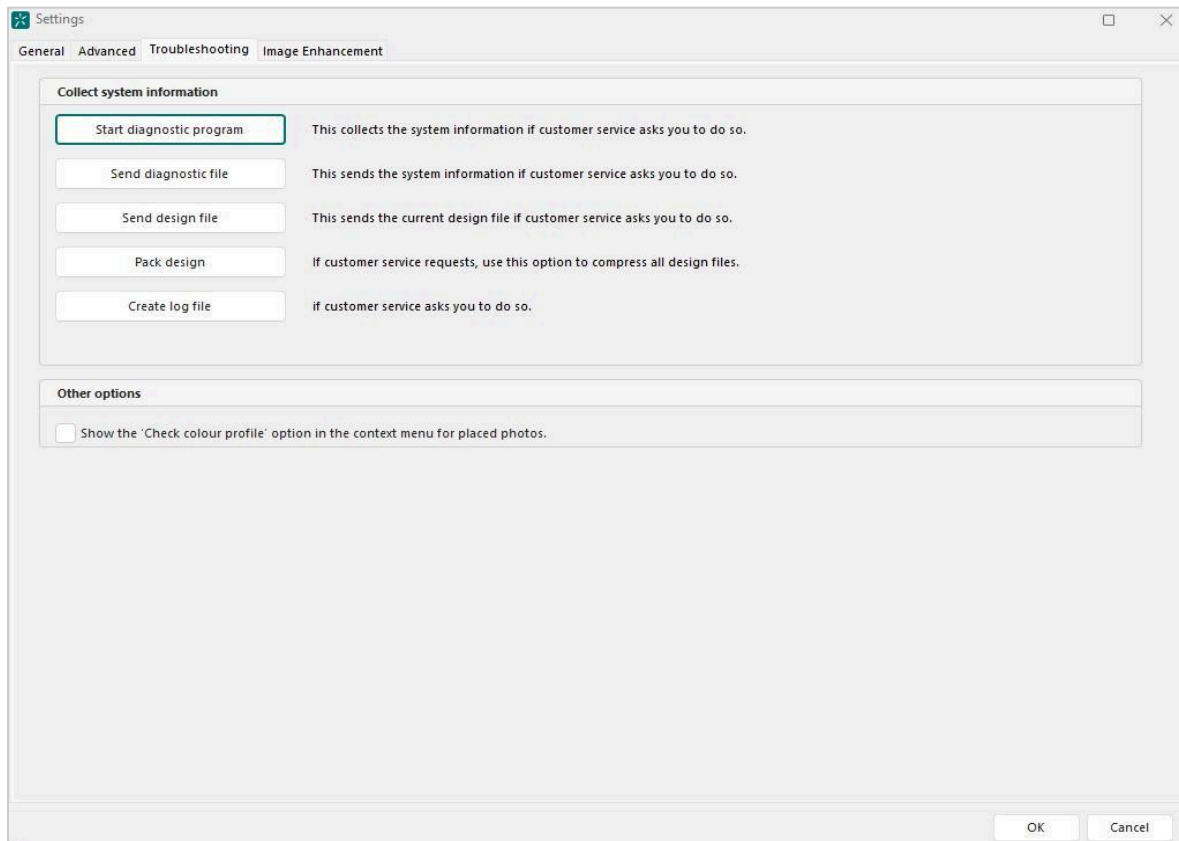 Settings
General Advanced Troubleshooting Image Enhancement
Collect system information
Start diagnostic program This collects the system information if customer service asks you to do so.
Send diagnostic file This sends the system information if customer service asks you to do so.
Send design file This sends the current design file if customer service asks you to do so.
Pack design If customer service requests, use this option to compress all design files.
Create log file if customer service asks you to do so.
Other options
Show the 'Check colour profile' option in the context menu for placed photos.
OK Cancel